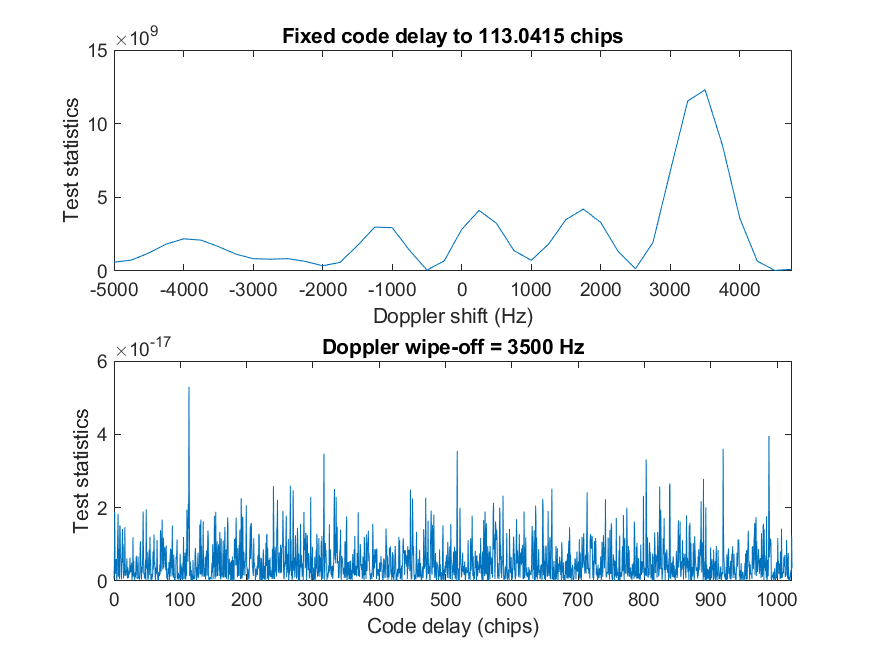 Fixed code delay to 113.0415 chips
×10^9
15
10
5
0
Test statistics
-5000 -4000 -3000 -2000 -1000 0 1000 2000 3000 4000
Doppler shift (Hz)
Doppler wipe-off = 3500 Hz
×10^-17
6
4
2
0
Test statistics
0 100 200 300 400 500 600 700 800 900 1000
Code delay (chips)